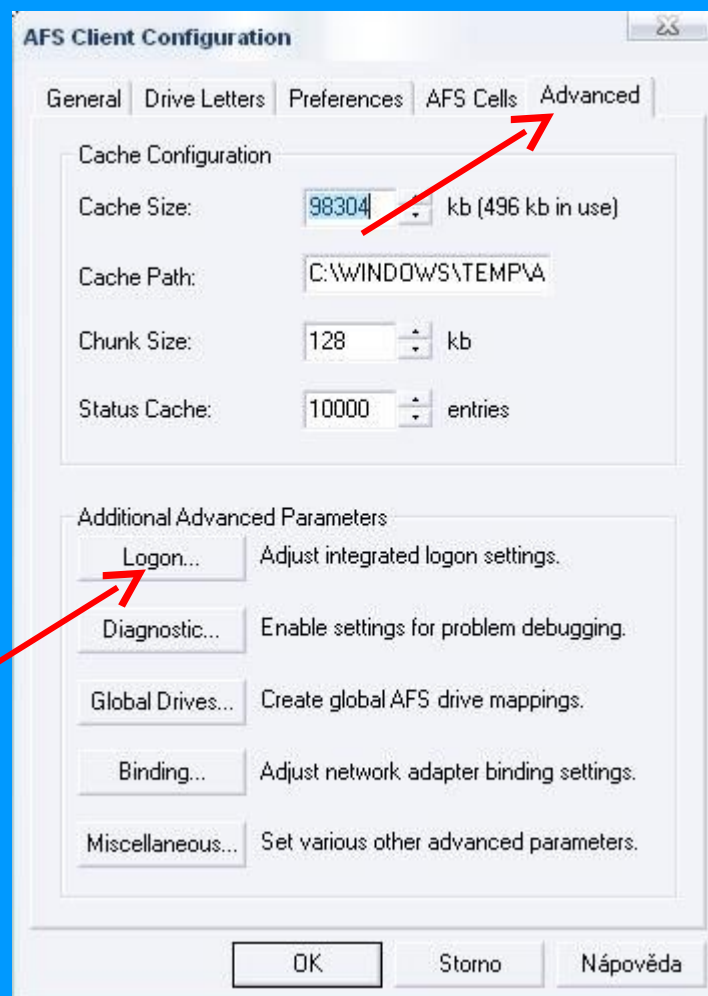 AFS Client Configuration
General Drive Letters Preferences AFS Cells Advanced
Cache Configuration
Cache Size: 98304 kb (496 kb in use)
Cache Path: C:\WINDOWS\TEMP\A
Chunk Size: 128 kb
Status Cache: 10000 entries
Additional Advanced Parameters
Logon... Adjust integrated logon settings.
Diagnostic... Enable settings for problem debugging.
Global Drives... Create global AFS drive mappings.
Binding... Adjust network adapter binding settings.
Miscellaneous... Set various other advanced parameters.
OK Storno Nápověda